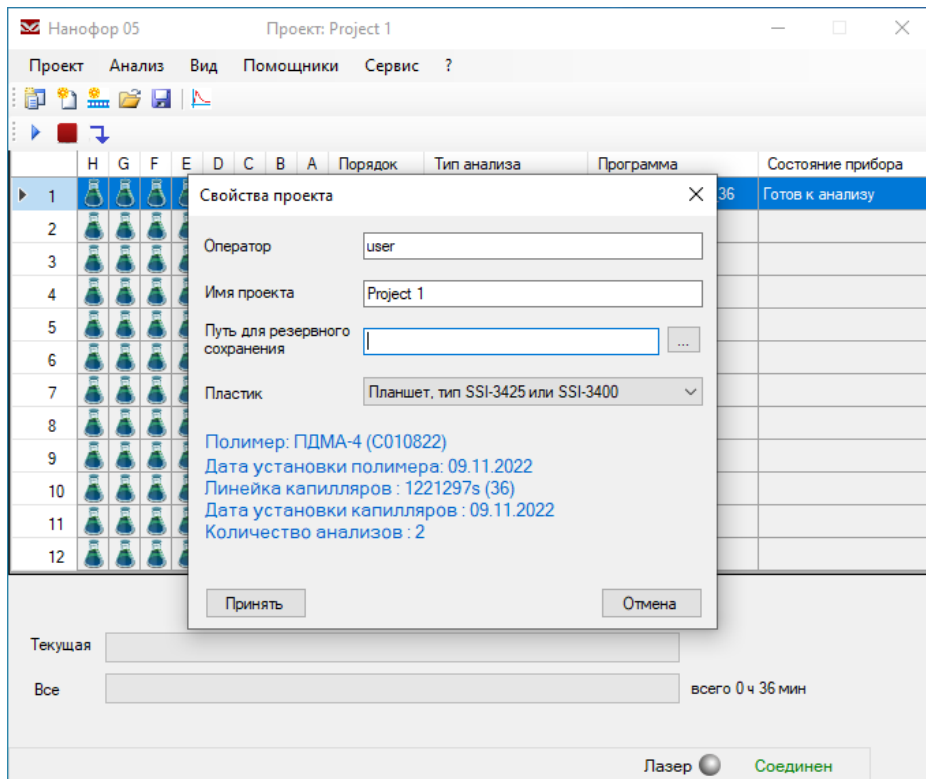 Нанофор 05 Проект: Project 1
Проект Анализ Вид Помощники Сервис ?
H G F E D C B A Порядок Тип анализа Программа Состояние прибора
1 36 Готов к анализу
2
3
4
5
6
7
8
9
10
11
12
Свойства проекта
Оператор user
Имя проекта Project 1
Путь для резервного
сохранения ...
Пластик Планшет, тип SSI-3425 или SSI-3400
Полимер: ПДМА-4 (C010822)
Дата установки полимера: 09.11.2022
Линейка капилляров : 1221297s (36)
Дата установки капилляров : 09.11.2022
Количество анализов : 2
Принять Отмена
Текущая
Все всего 0 ч 36 мин
Лазер Соединен